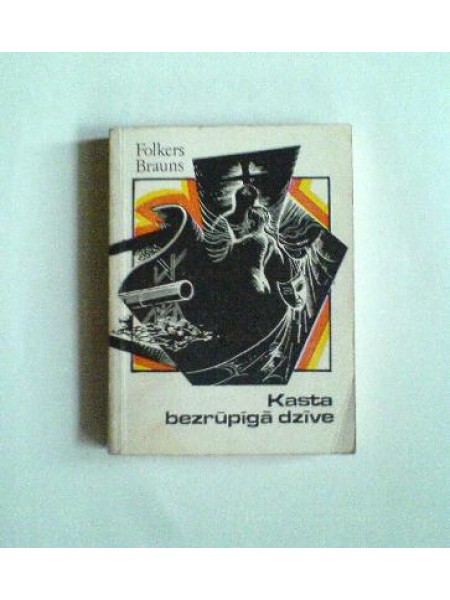 Folkers
Brauns
Kasta
bezrūpīgā dzīve